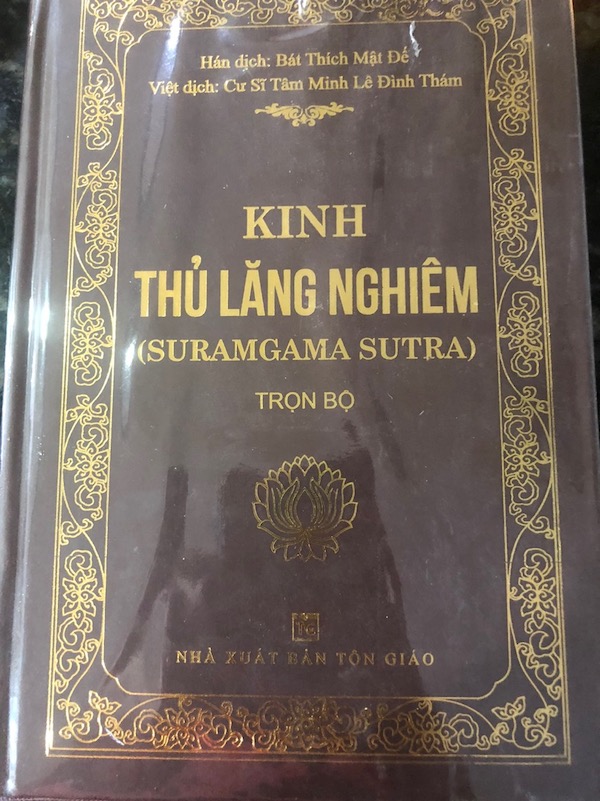 Hán dịch: Bát Thích Mật Đế
Việt dịch: Cư Sĩ Tâm Minh Lê Đình Thám
KINH
THỦ LĂNG NGHIÊM
(SURAMGAMA SUTRA)
TRỌN BỘ
NHÀ XUẤT BẢN TÔN GIÁO